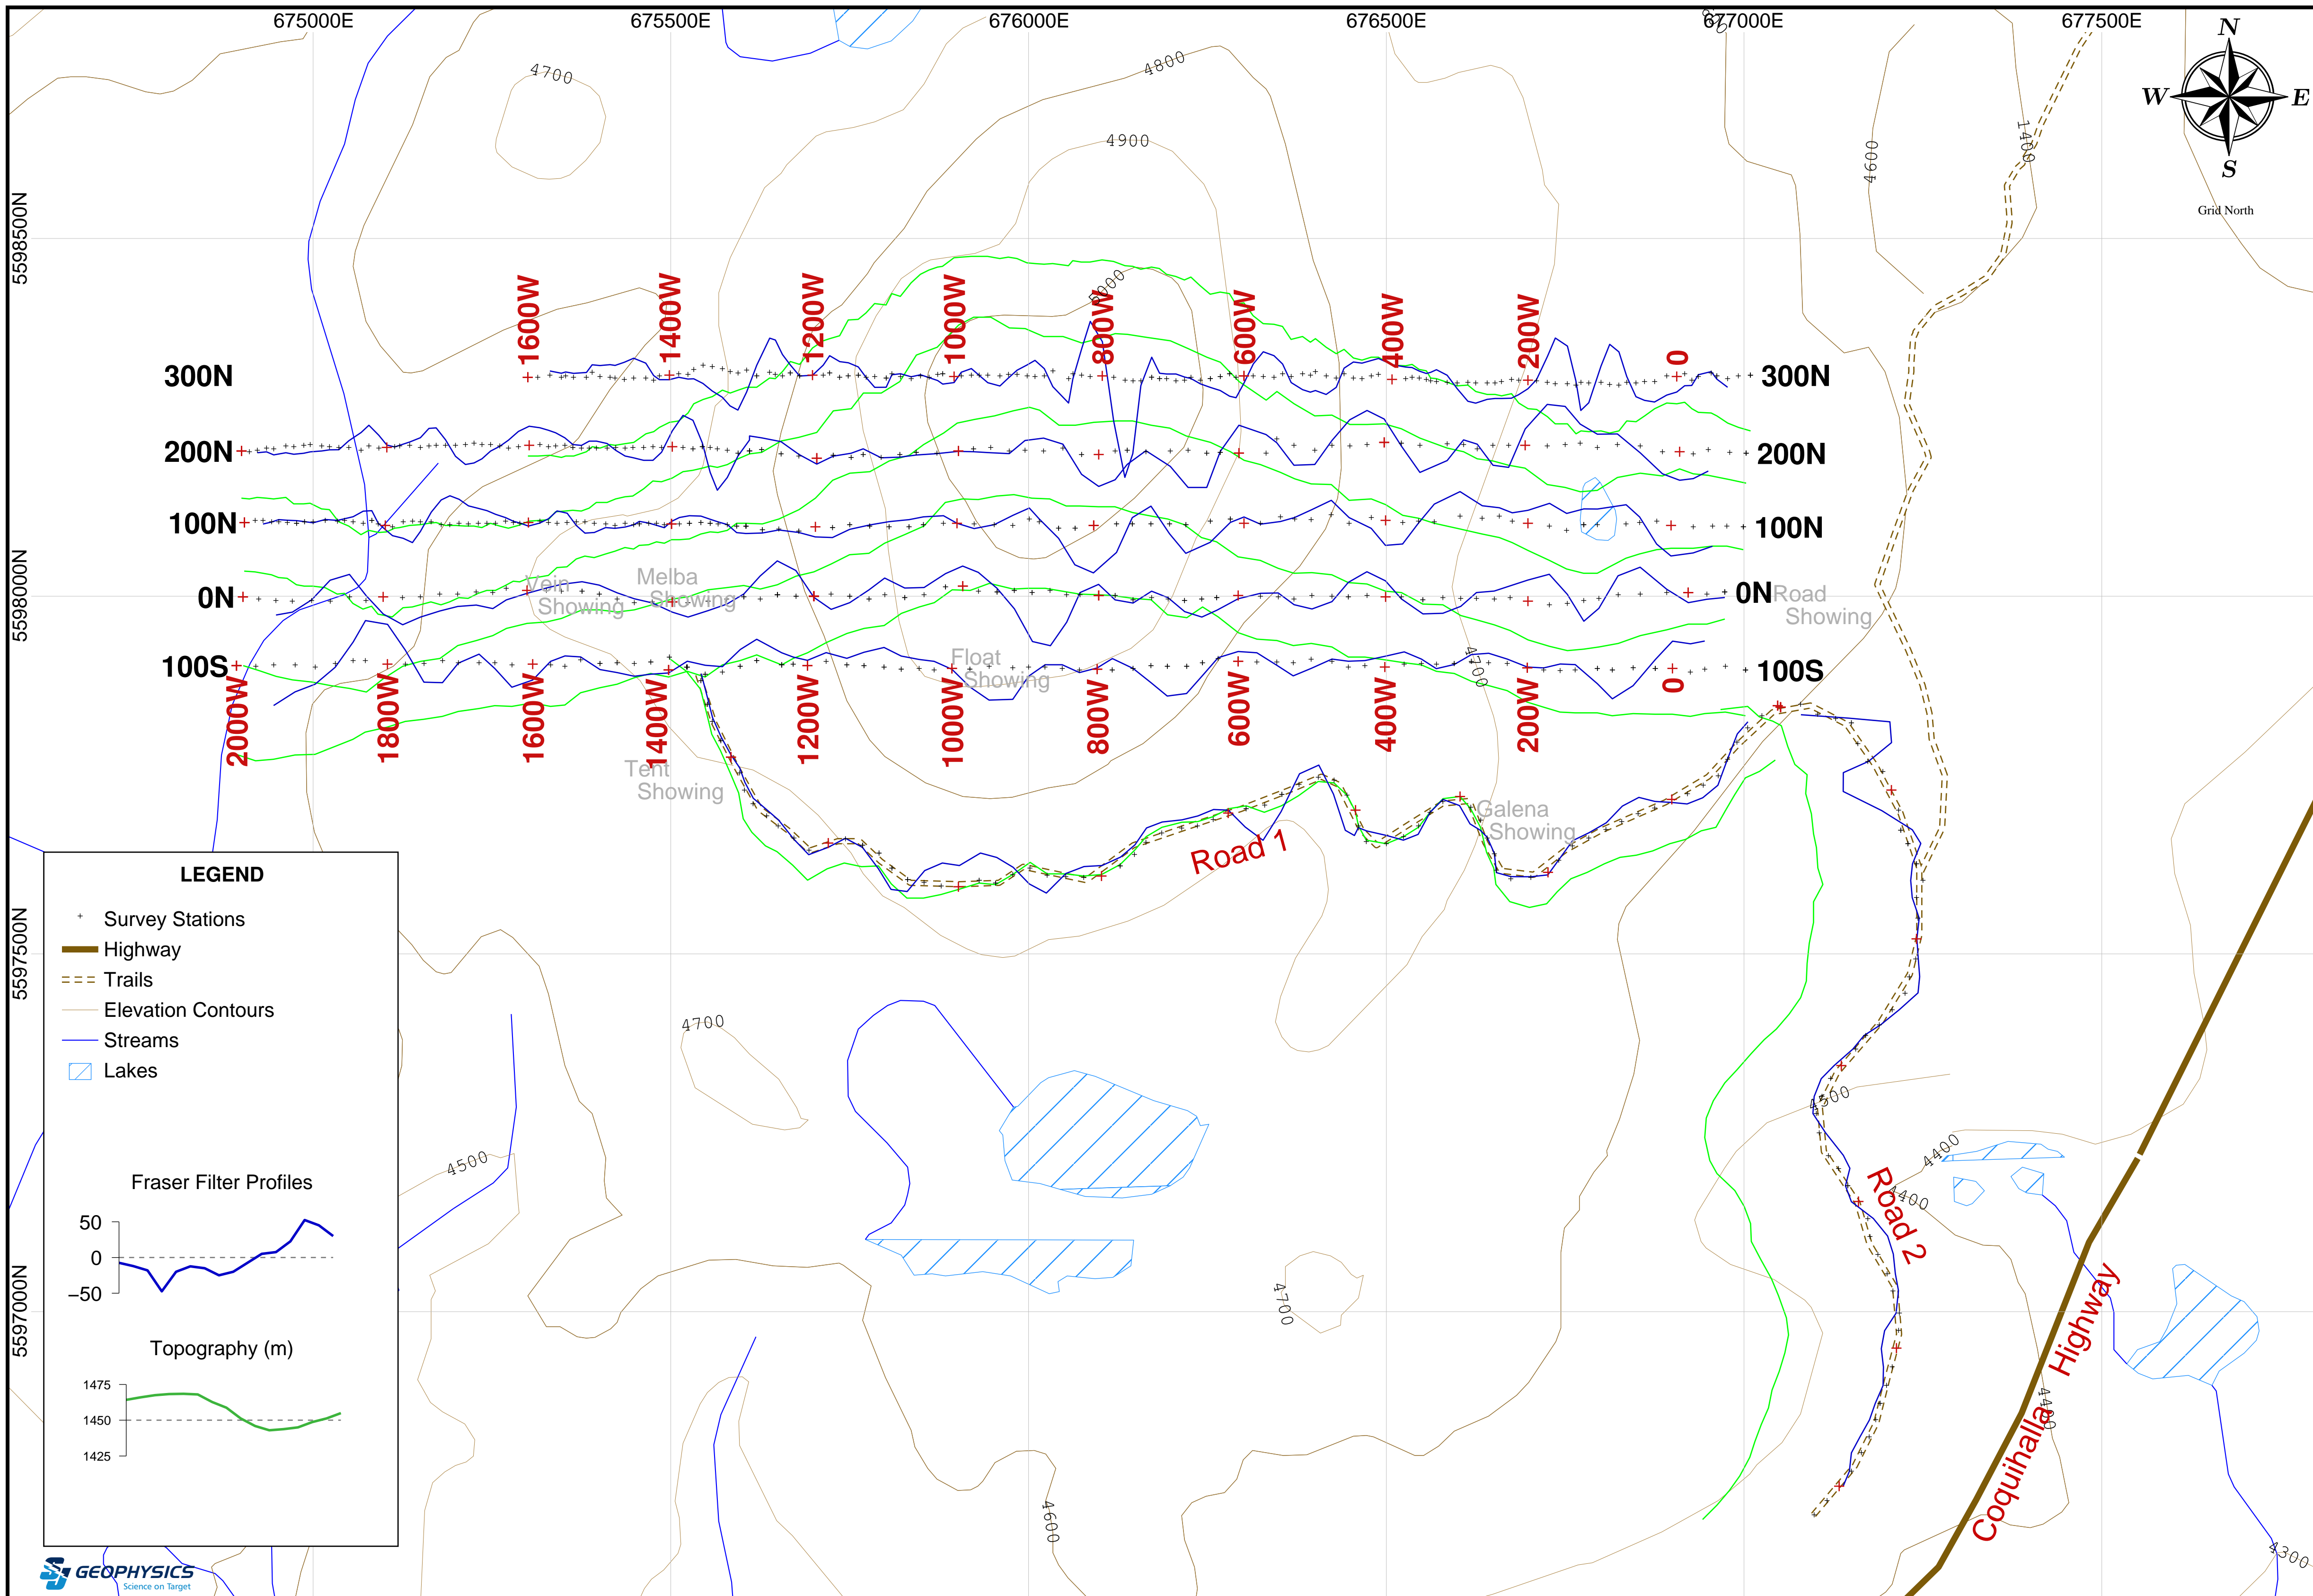 675000E
675500E
676000E
676500E
677000E
677500E
N
W
E
S
Grid North
4700
4800
4900
5000
4600
1400
5598500N
5598000N
5597500N
5597000N
1600W
1400W
1200W
1000W
800W
600W
400W
200W
0
300N
300N
200N
200N
100N
100N
0N
0N
100S
100S
Vein
Showing
Melba
Showing
Road
Showing
Float
Showing
4700
2000W
1800W
1600W
1400W
1200W
1000W
800W
600W
400W
200W
0
Tent
Showing
Galena
Showing
Road 1
4700
4500
4500
4400
4400
Road 2
4700
4400
4600
4300
Coquihalla Highway
LEGEND
Survey Stations
Highway
Trails
Elevation Contours
Streams
Lakes
Fraser Filter Profiles
50
0
−50
Topography (m)
1475
1450
1425
SJ GEOPHYSICS
Science on Target